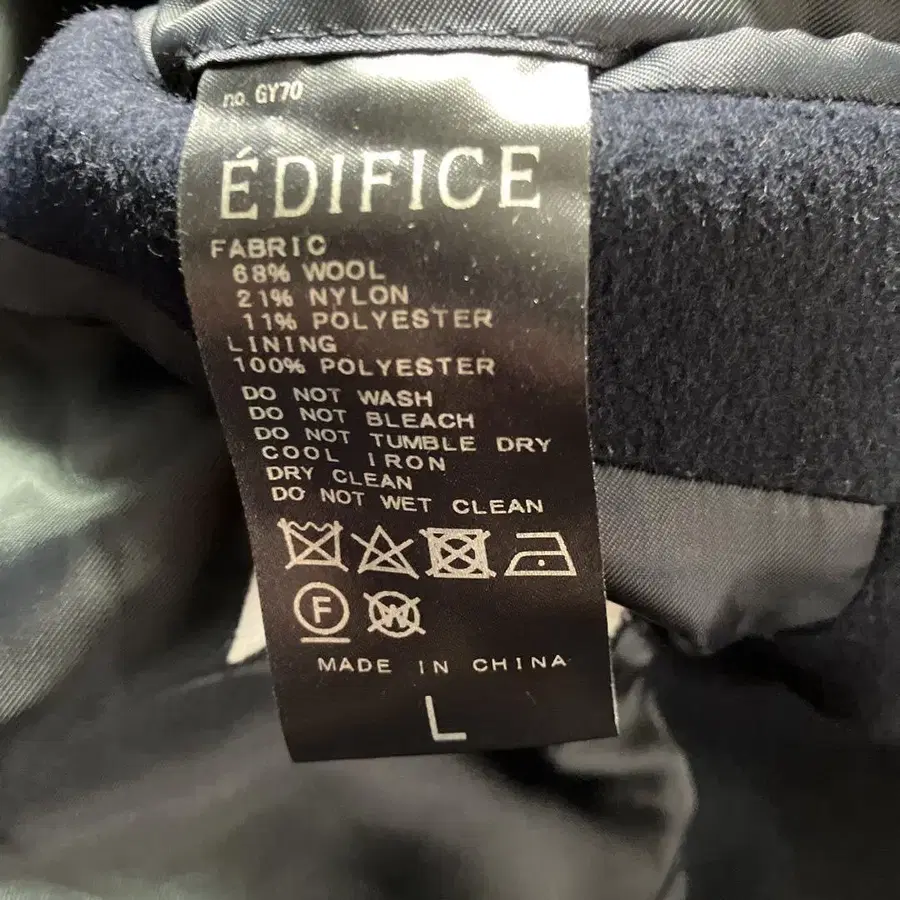 no. GY70
ÉDIFICE
FABRIC
68% WOOL
21% NYLON
11% POLYESTER
LINING
100% POLYESTER
DO NOT WASH
DO NOT BLEACH
DO NOT TUMBLE DRY
COOL IRON
DRY CLEAN
DO NOT WET CLEAN
F W
MADE IN CHINA
L